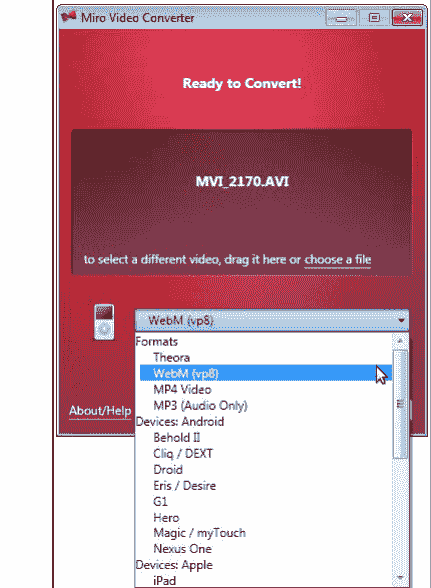 Miro Video Converter
Ready to Convert!
MVI_2170.AVI
to select a different video, drag it here or choose a file
WebM (vp8)
Formats
Theora
WebM (vp8)
MP4 Video
MP3 (Audio Only)
About/Help
Devices: Android
Behold II
Cliq / DEXT
Droid
Eris / Desire
G1
Hero
Magic / myTouch
Nexus One
Devices: Apple
iPad